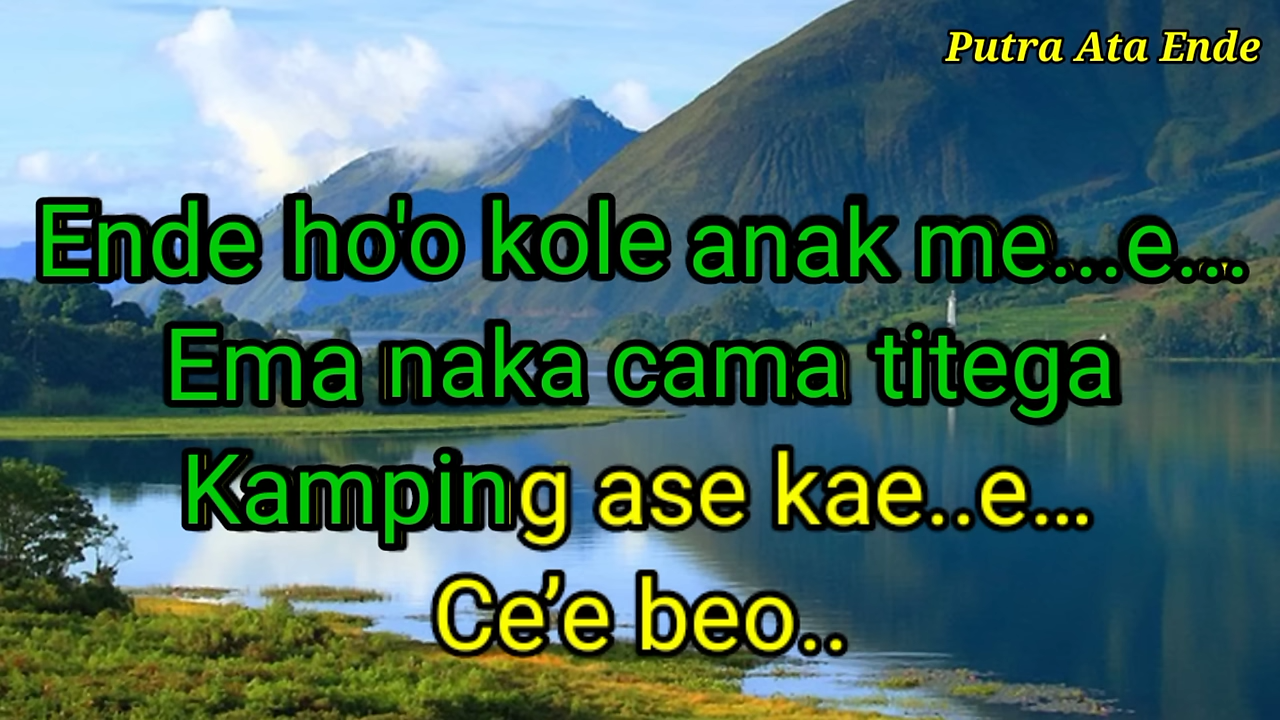 Putra Ata Ende
Ende ho'o kole anak me...e...
Ema naka cama titega
Kamping ase kae..e...
Ce’e beo..